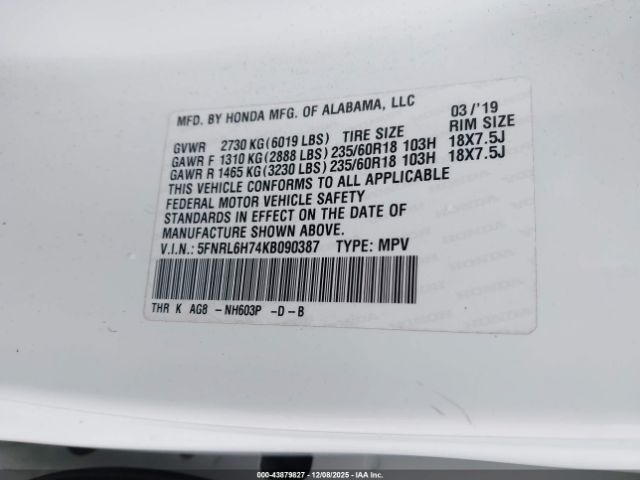 MFD. BY HONDA MFG. OF ALABAMA, LLC 03/'19
GVWR 2730 KG(6019 LBS) TIRE SIZE RIM SIZE
GAWR F 1310 KG(2888 LBS) 235/60R18 103H 18X7.5J
GAWR R 1465 KG(3230 LBS) 235/60R18 103H 18X7.5J
THIS VEHICLE CONFORMS TO ALL APPLICABLE
FEDERAL MOTOR VEHICLE SAFETY
STANDARDS IN EFFECT ON THE DATE OF
MANUFACTURE SHOWN ABOVE.
V.I.N.: 5FNRL6H74KB090387 TYPE: MPV
THR K AG8 -NH603P -D-B
000-43879827 - 12/08/2025 - IAA Inc.